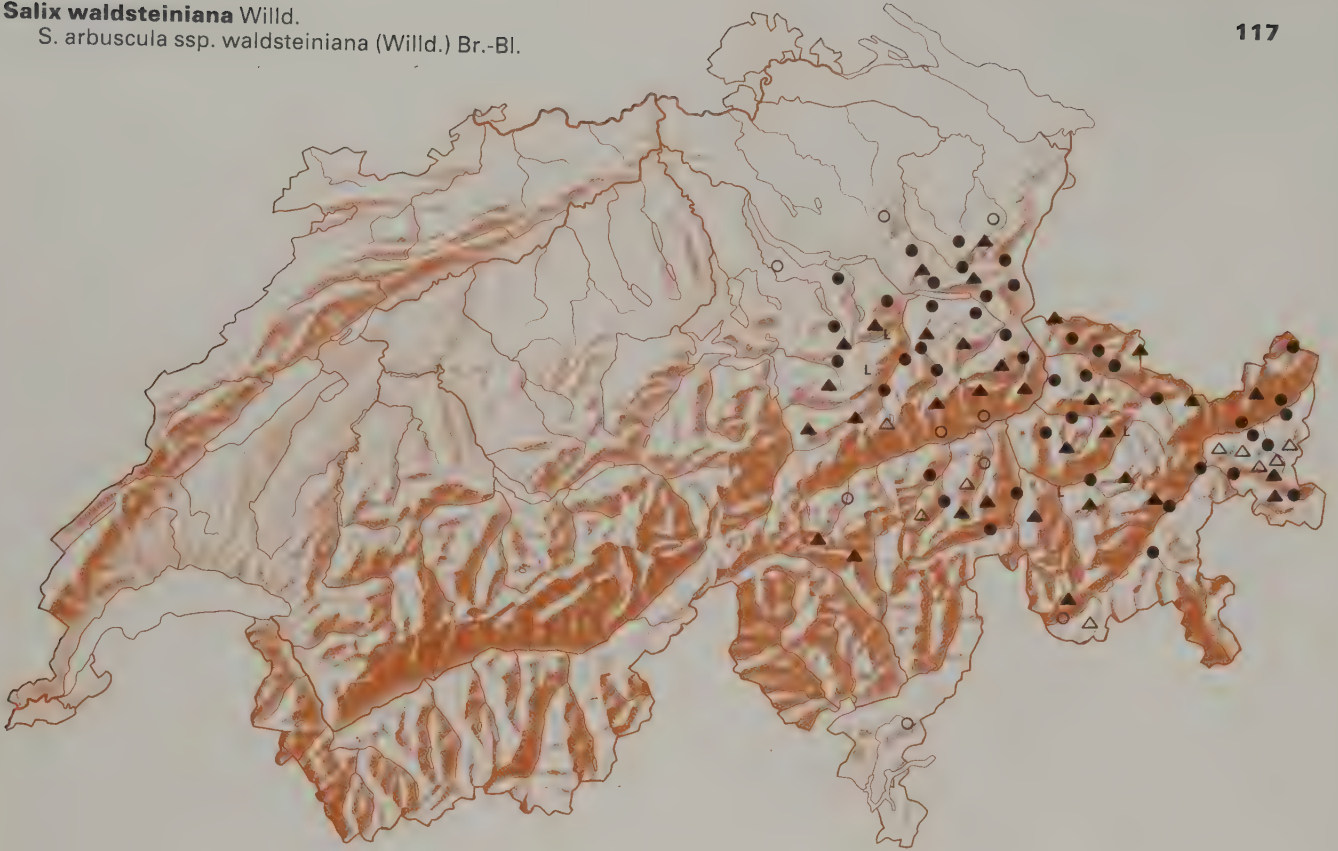 Salix waldsteiniana Willd.
S. arbuscula ssp. waldsteiniana (Willd.) Br.-Bl.
117
L
L
L
L